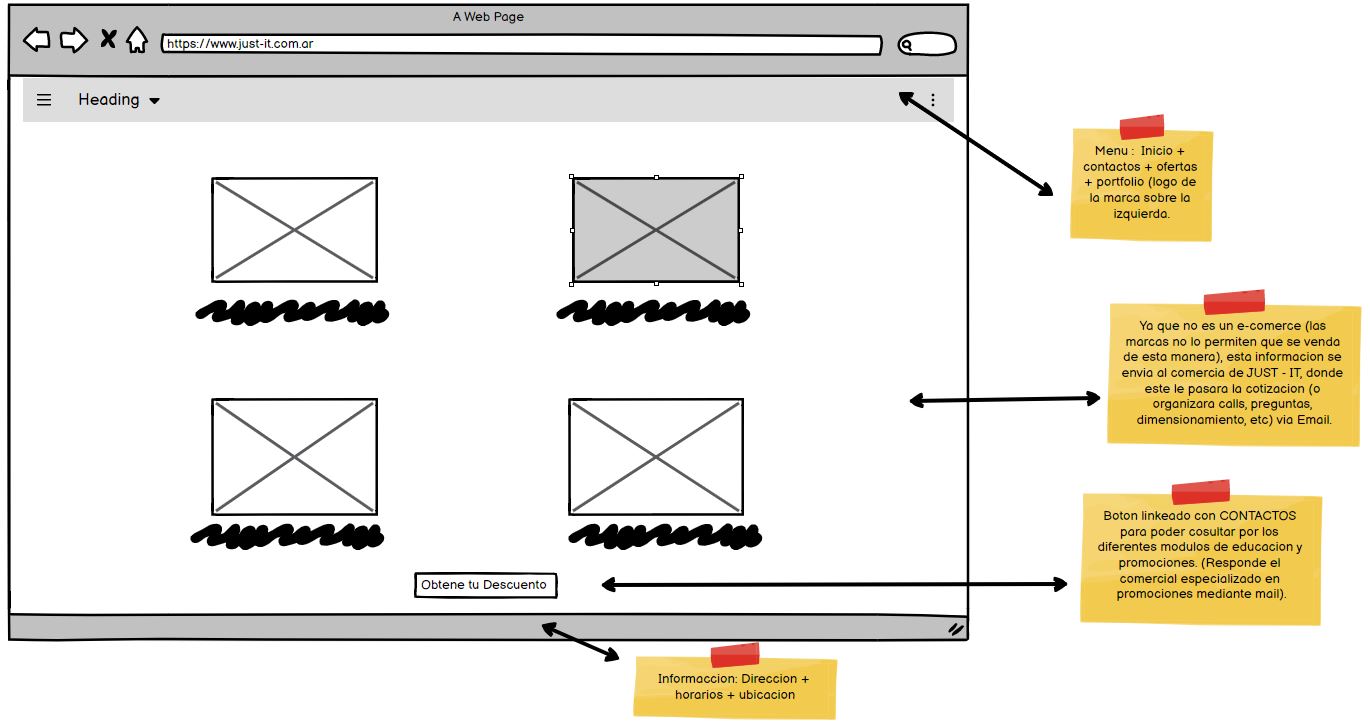 A Web Page
https://www.just-it.com.ar
Heading
Menu : Inicio +
contactos + ofertas
+ portfolio (logo de
la marca sobre la
izquierda.
Ya que no es un e-comerce (las
marcas no lo permiten que se venda
de esta manera), esta informacion se
envia al comercia de JUST - IT, donde
este le pasara la cotizacion (o
organizara calls, preguntas,
dimensionamiento, etc) via Email.
Boton linkeado con CONTACTOS
para poder cosultar por los
diferentes modulos de educacion y
promociones. (Responde el
comercial especializado en
promociones mediante mail).
Obtene tu Descuento
Informaccion: Direccion +
horarios + ubicacion